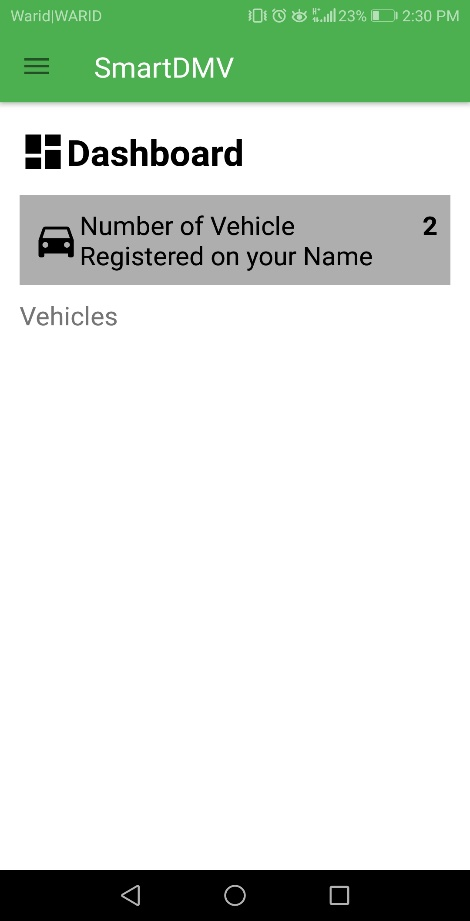 Warid|WARID 23% 2:30 PM
SmartDMV
Dashboard
Number of Vehicle 2
Registered on your Name
Vehicles